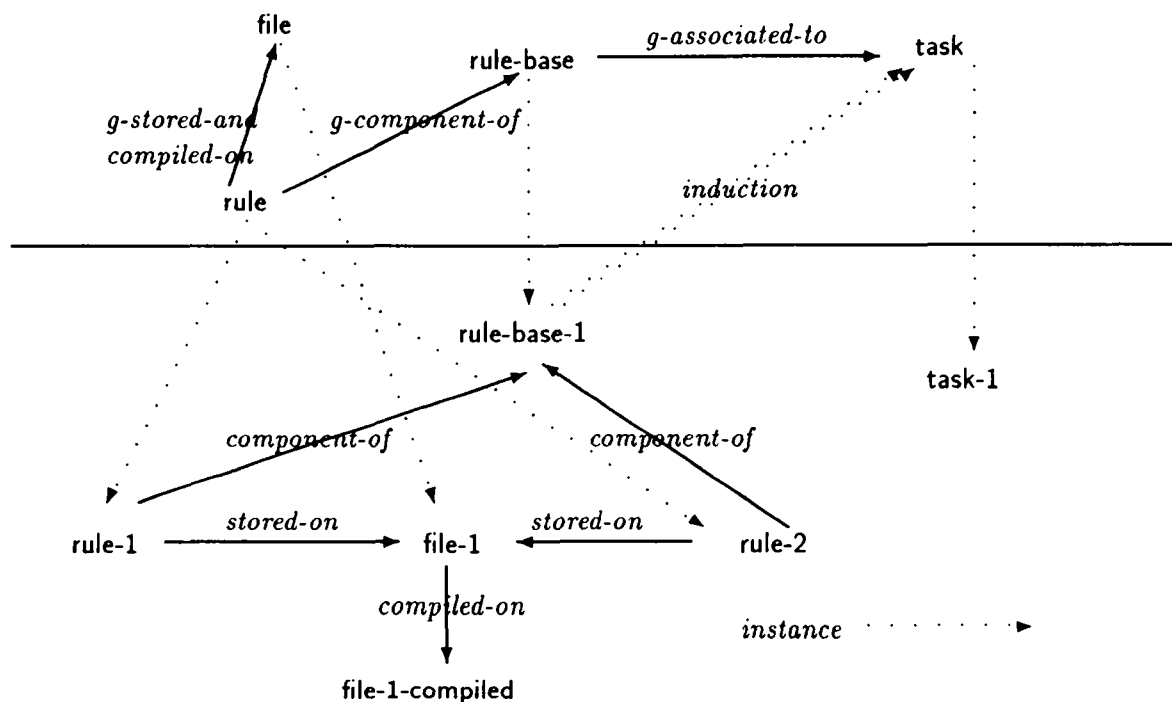 file
rule-base
g-associated-to
task
g-stored-and
compiled-on
g-component-of
rule
induction
rule-base-1
task-1
component-of
component-of
rule-1
stored-on
file-1
stored-on
rule-2
compiled-on
instance
file-1-compiled